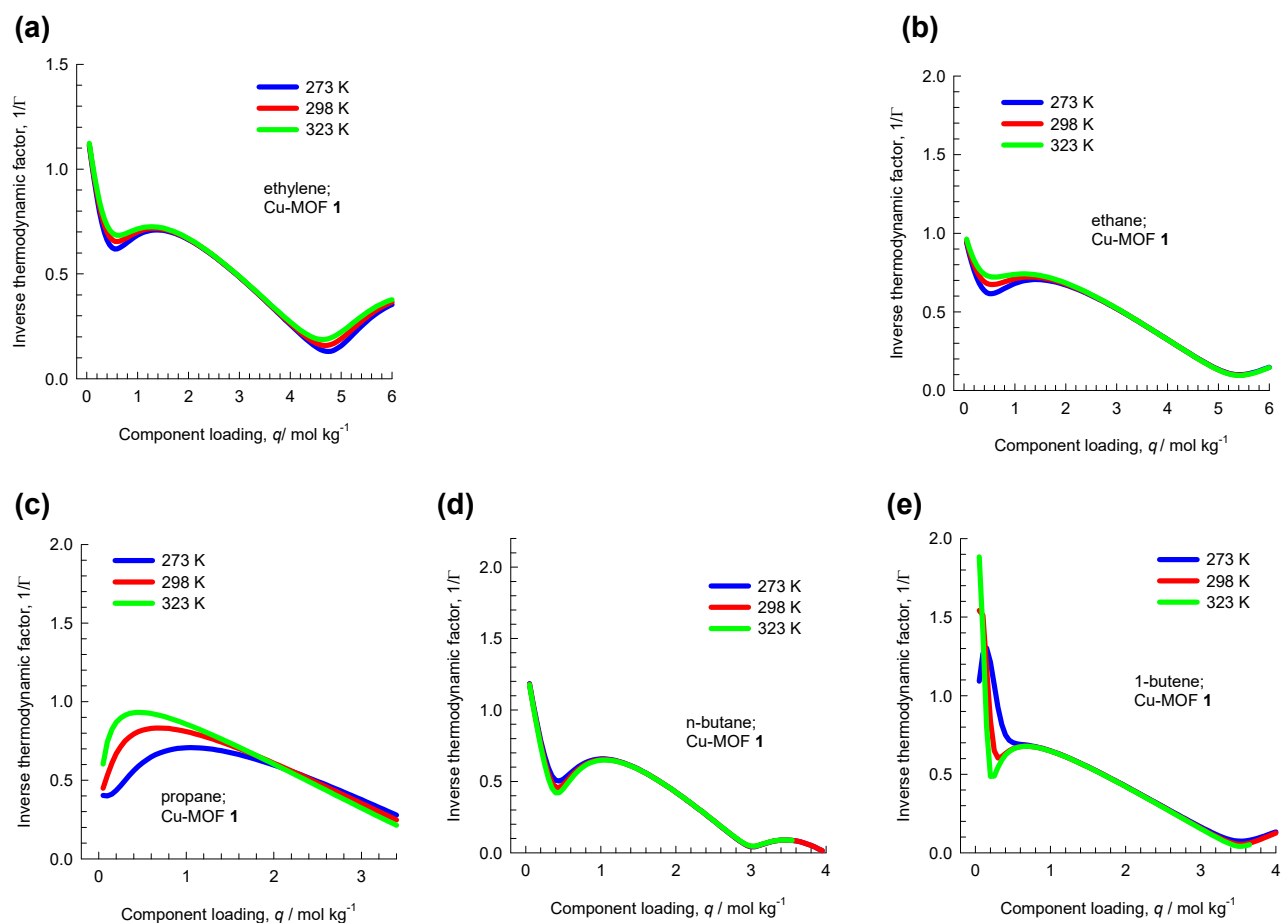 (a)
Inverse thermodynamic factor, 1/Γ
1.5
1.0
0.5
0.0
273 K
298 K
323 K
ethylene;
Cu-MOF 1
0 1 2 3 4 5 6
Component loading, q/ mol kg⁻¹
(b)
Inverse thermodynamic factor, 1/Γ
2.0
1.5
1.0
0.5
0.0
273 K
298 K
323 K
ethane;
Cu-MOF 1
0 1 2 3 4 5 6
Component loading, q/ mol kg⁻¹
(c)
Inverse thermodynamic factor, 1/Γ
2.0
1.5
1.0
0.5
0.0
273 K
298 K
323 K
propane;
Cu-MOF 1
0 1 2 3
Component loading, q / mol kg⁻¹
(d)
Inverse thermodynamic factor, 1/Γ
2.0
1.5
1.0
0.5
0.0
273 K
298 K
323 K
n-butane;
Cu-MOF 1
0 1 2 3 4
Component loading, q / mol kg⁻¹
(e)
Inverse thermodynamic factor, 1/Γ
2.0
1.5
1.0
0.5
0.0
273 K
298 K
323 K
1-butene;
Cu-MOF 1
0 1 2 3 4
Component loading, q / mol kg⁻¹